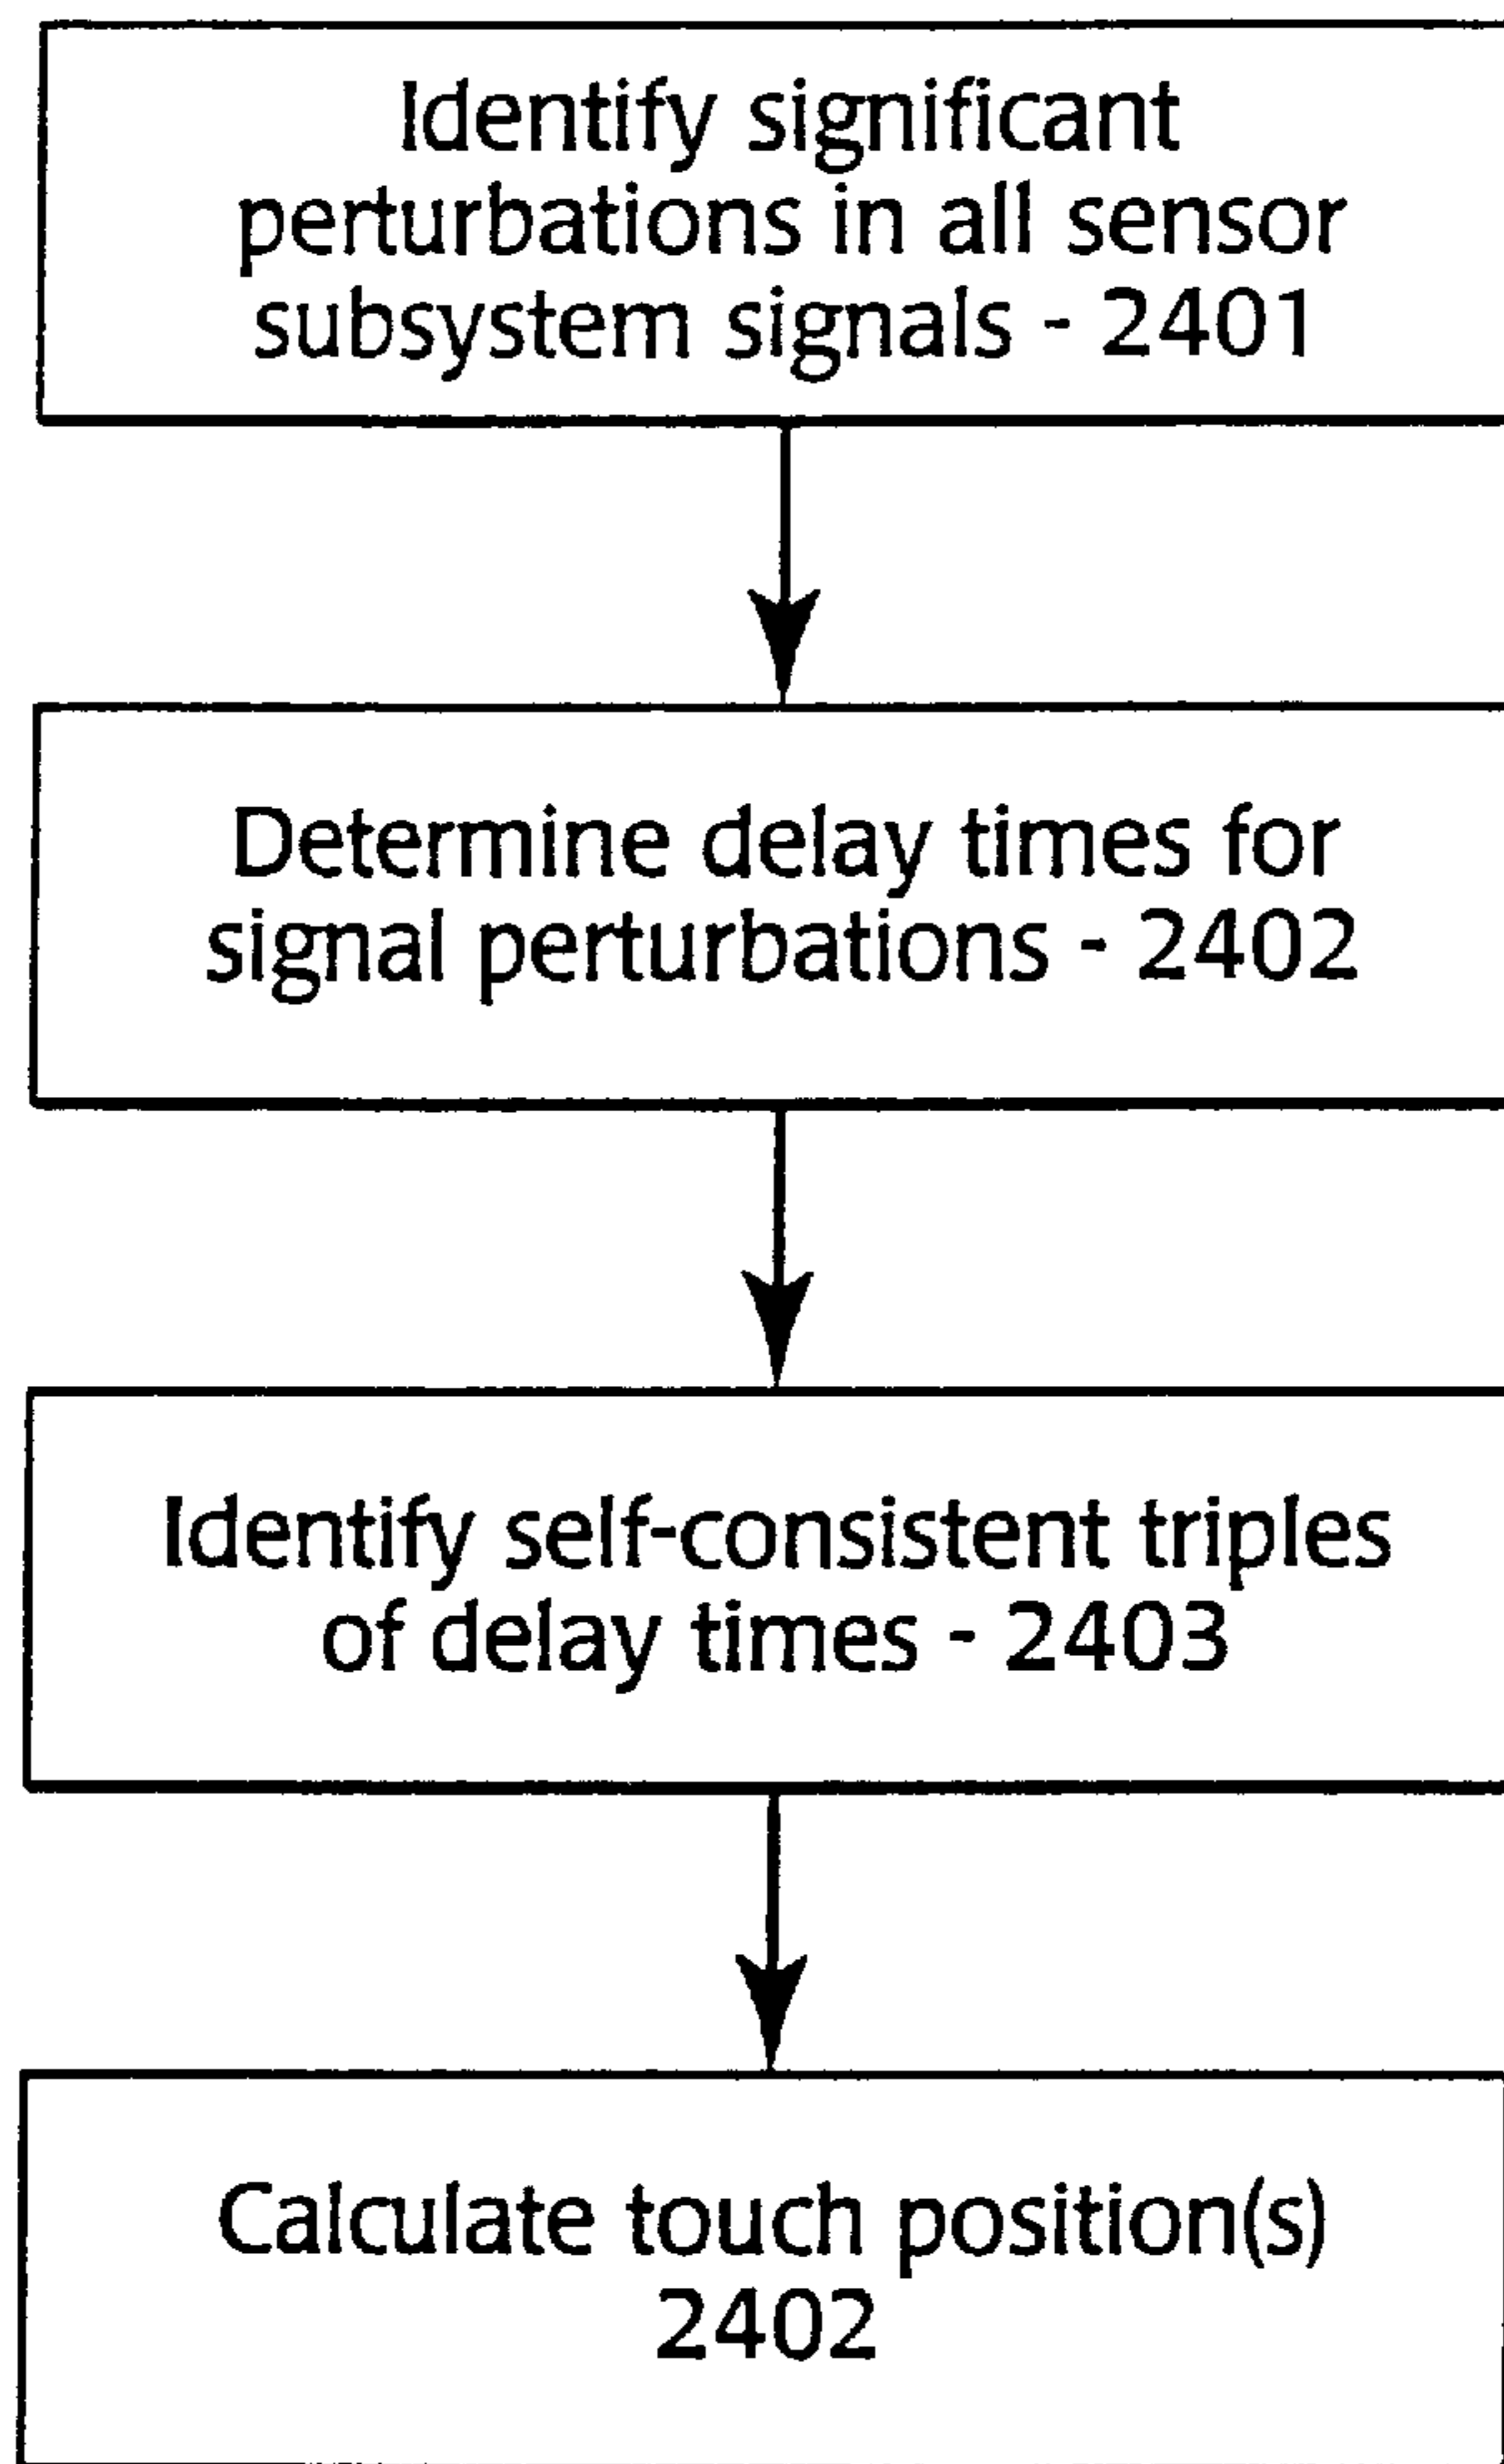 Identify significant
perturbations in all sensor
subsystem signals - 2401
Determine delay times for
signal perturbations - 2402
Identify self-consistent triples
of delay times - 2403
Calculate touch position(s)
2402